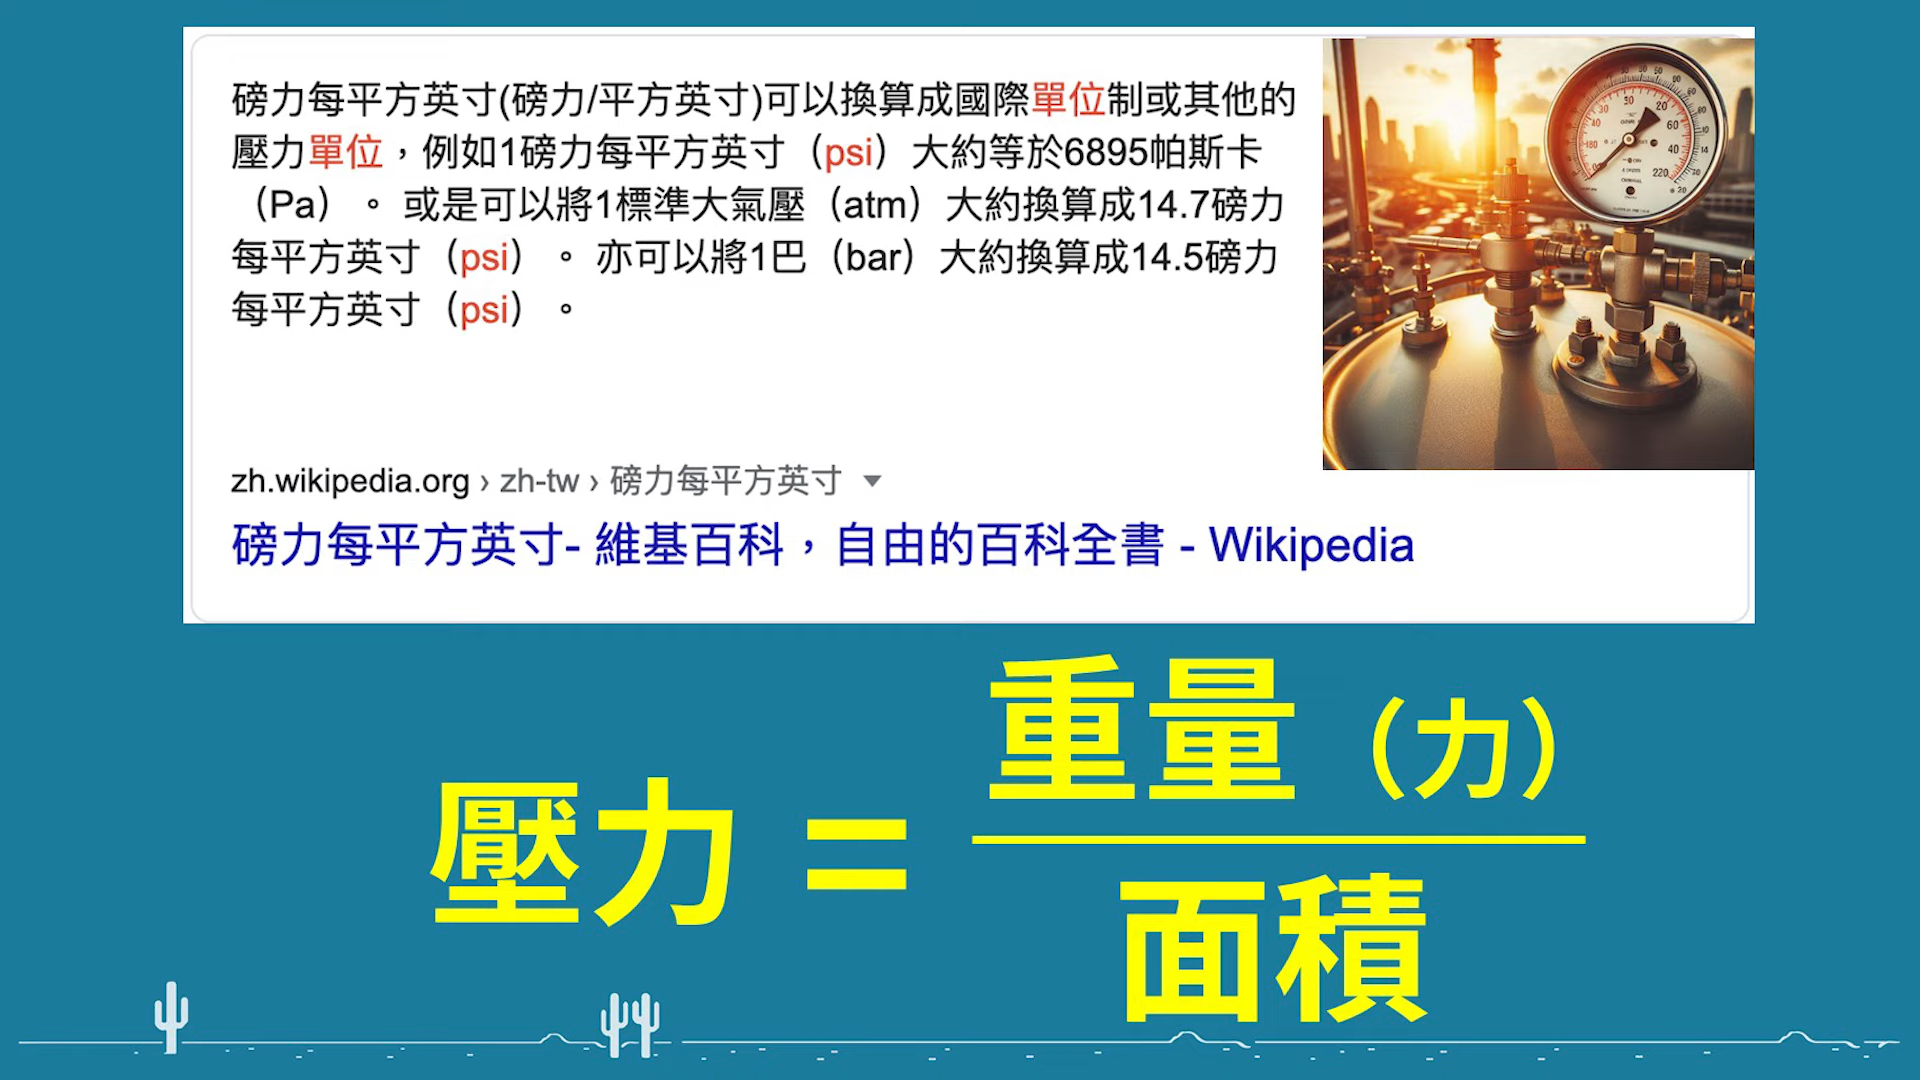 磅力每平方英寸(磅力/平方英寸)可以換算成國際單位制或其他的
壓力單位，例如1磅力每平方英寸（psi）大約等於6895帕斯卡
（Pa）。 或是可以將1標準大氣壓（atm）大約換算成14.7磅力
每平方英寸（psi）。 亦可以將1巴（bar）大約換算成14.5磅力
每平方英寸（psi）。
zh.wikipedia.org › zh-tw › 磅力每平方英寸
磅力每平方英寸- 維基百科，自由的百科全書 - Wikipedia
重量（力）
壓力 =
面積